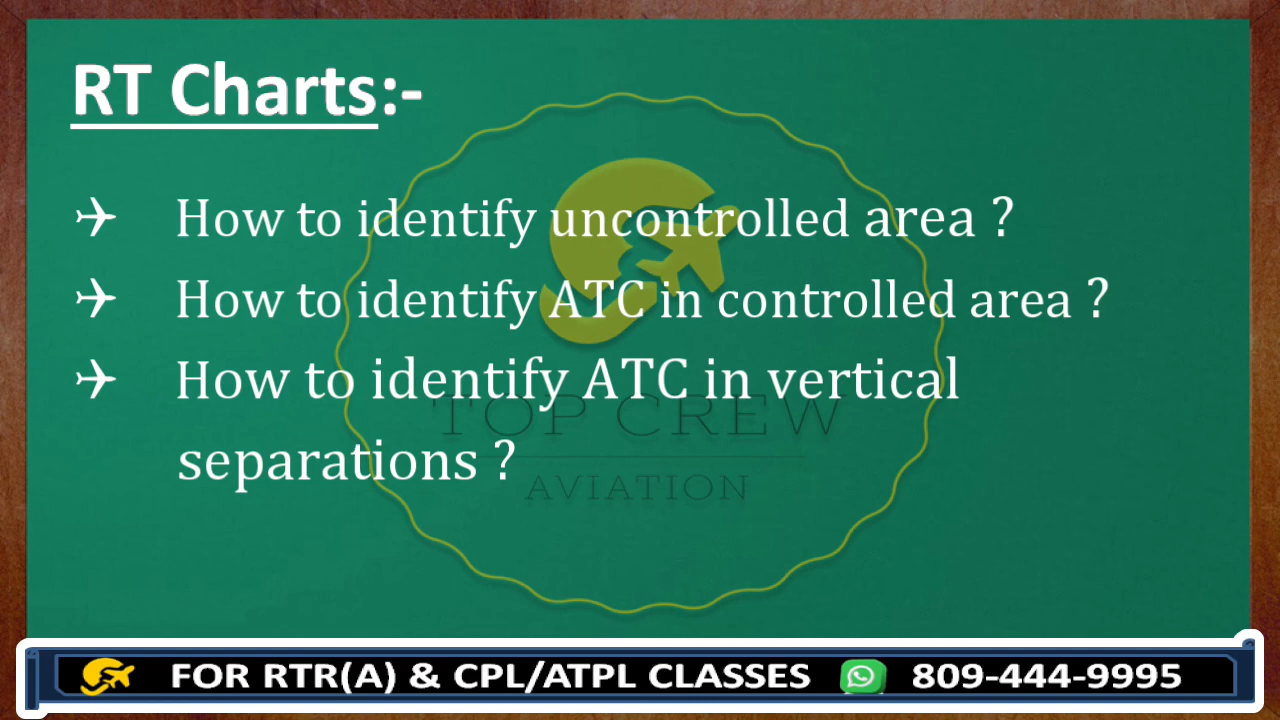 RT Charts:-
✈ How to identify uncontrolled area ?
✈ How to identify ATC in controlled area ?
✈ How to identify ATC in vertical
separations ?
TOP CREW
AVIATION
FOR RTR(A) & CPL/ATPL CLASSES 809-444-9995